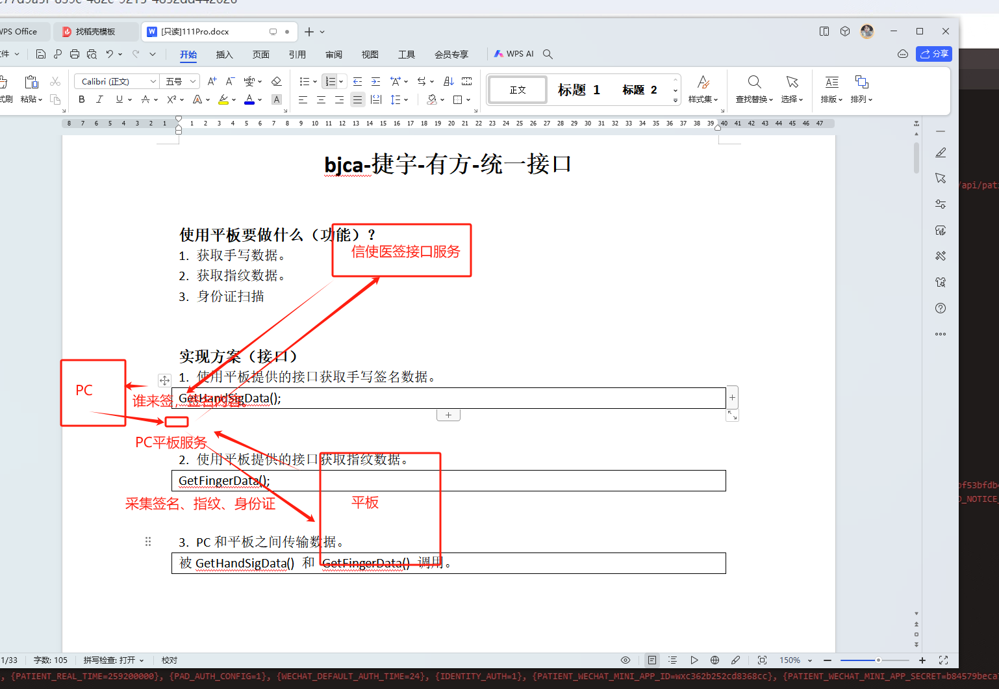 WPS Office
找稻壳模板
[只读]111Pro.docx
开始 插入 页面 引用 审阅 视图 工具 会员专享 WPS AI
分享
Calibri (正文) 五号
正文 标题 1 标题 2
粘贴 样式集 查找替换 选择 排版 排列
8 7 6 5 4 3 2 1 1 2 3 4 5 6 7 8 9 10 11 12 13 14 15 16 17 18 19 20 21 22 23 24 25 26 27 28 29 30 31 32 33 34 35 36 37 38 39 40 41 42 43 44 45 46 47
bjca-捷宇-有方-统一接口
使用平板要做什么（功能）？
信使医签接口服务
1. 获取手写数据。
2. 获取指纹数据。
3. 身份证扫描
实现方案（接口）
1. 使用平板提供的接口获取手写签名数据。
PC
谁来签，签名内容。
GetHandSigData();
PC平板服务
2. 使用平板提供的接口获取指纹数据。
GetFingerData();
采集签名、指纹、身份证
平板
3. PC 和平板之间传输数据。
被 GetHandSigData() 和 GetFingerData() 调用。
/api/pat
1/33 字数: 105 拼写检查: 打开 校对 150%
, {PATIENT_REAL_TIME=259200000}, {PAD_AUTH_CONFIG=1}, {WECHAT_DEFAULT_AUTH_TIME=24}, {IDENTITY_AUTH=1}, {PATIENT_WECHAT_MINI_APP_ID=wxc362b252cd8368cc}, {PATIENT_WECHAT_MINI_APP_SECRET=b84579beca